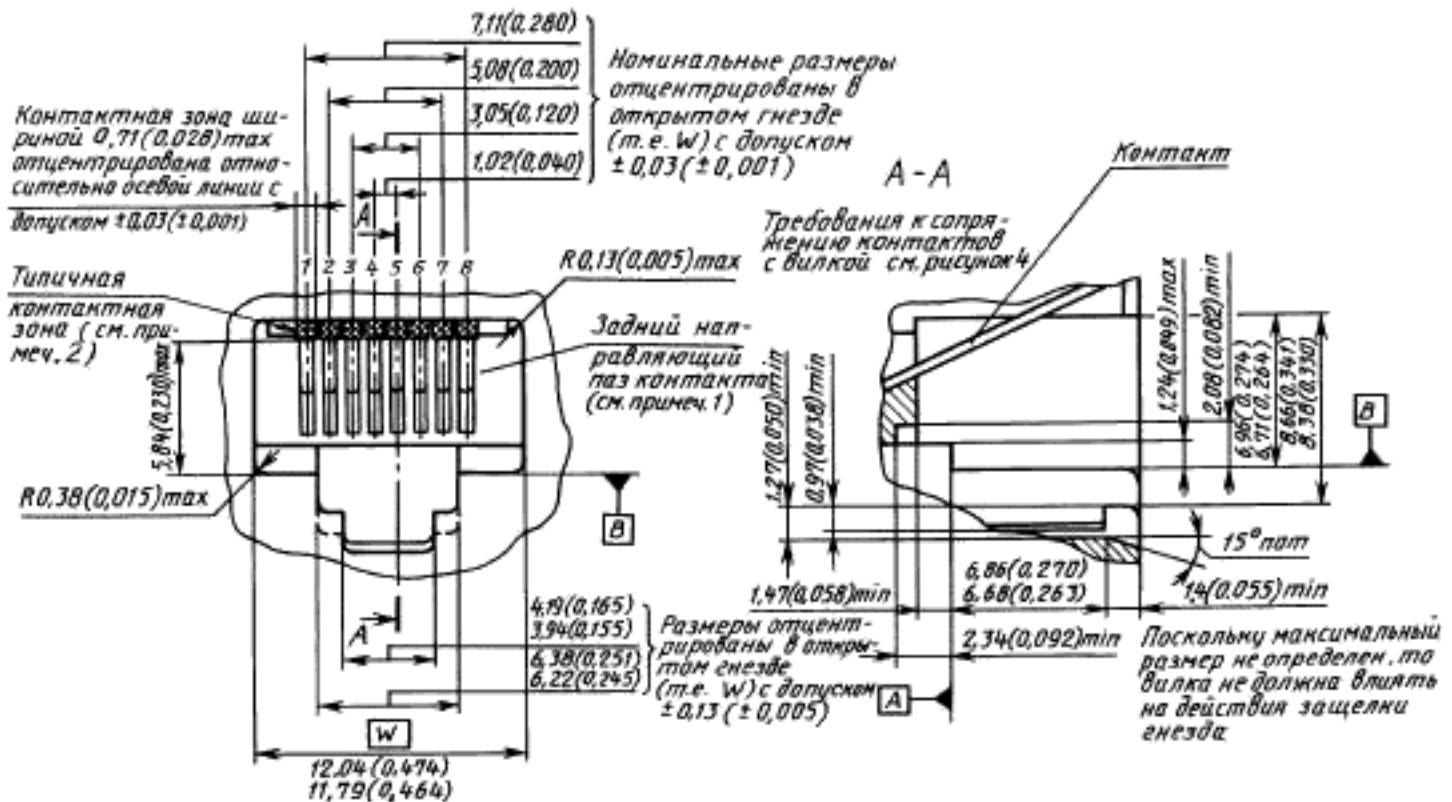 7,11(0,280)
5,08(0,200)
3,05(0,120)
1,02(0,040)
Номинальные размеры
отцентрированы в
открытом гнезде
(т.е. W) с допуском
±0,03(±0,001)
Контактная зона ши-
риной 0,71(0,028)max
отцентрирована отно-
сительно осевой линии с
допуском ±0,03(±0,001)
А
1 2 3 4 5 6 7 8
Типичная
контактная
зона (см. при-
меч. 2)
R0,13(0,005)max
Задний нап-
равляющий
паз контакта
(см. примеч. 1)
5,84(0,230)max
R0,38(0,015)max
В
А
4,19(0,165)
3,94(0,155)
6,38(0,251)
6,22(0,245)
Размеры отцент-
рированы в откры-
том гнезде
(т.е. W) с допуском
±0,13 (±0,005)
W
12,04(0,474)
11,79(0,464)
А-А
Контакт
Требования к сопря-
жению контактов
с вилкой см. рисунок 4
1,27(0,050)min
0,97(0,038)min
1,24(0,049)max
2,08(0,082)min
6,96(0,274)
6,71(0,264)
8,66(0,341)
8,38(0,330)
В
15° nom
1,47(0,058)min
6,86(0,270)
6,68(0,263)
1,4(0.055)min
2,34(0,092)min
А
Поскольку максимальный
размер не определен, то
вилка не должна влиять
на действия защелки
гнезда